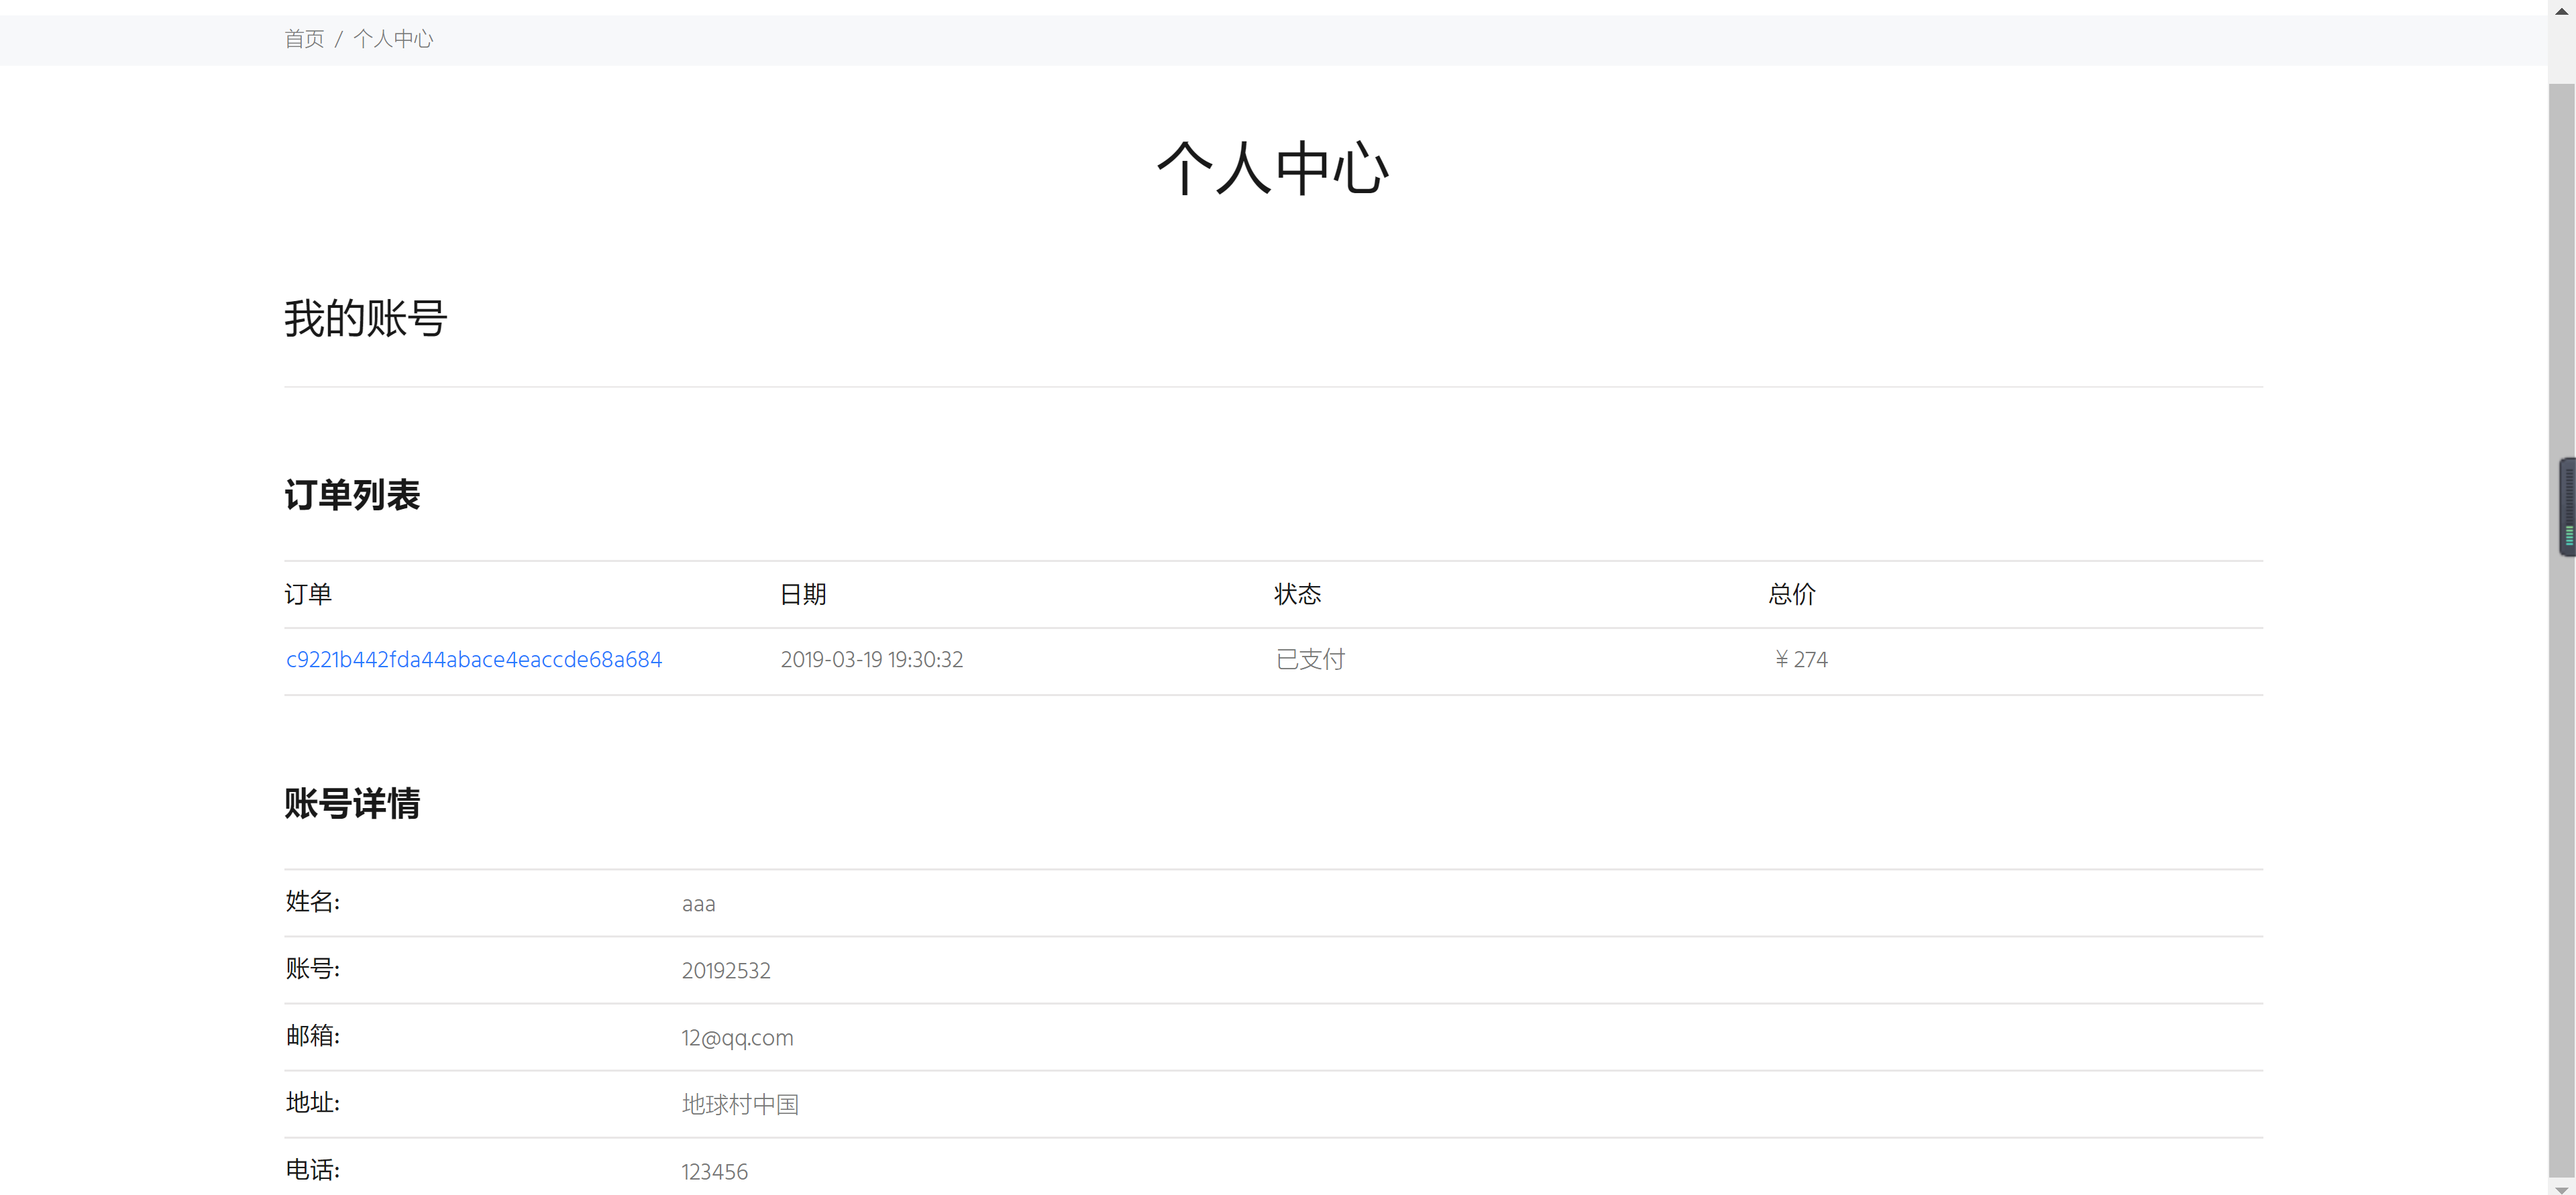 首页 / 个人中心
个人中心
我的账号
订单列表
订单 日期 状态 总价
c9221b442fda44abace4eaccde68a684 2019-03-19 19:30:32 已支付 ￥274
账号详情
姓名: aaa
账号: 20192532
邮箱: 12@qq.com
地址: 地球村中国
电话: 123456